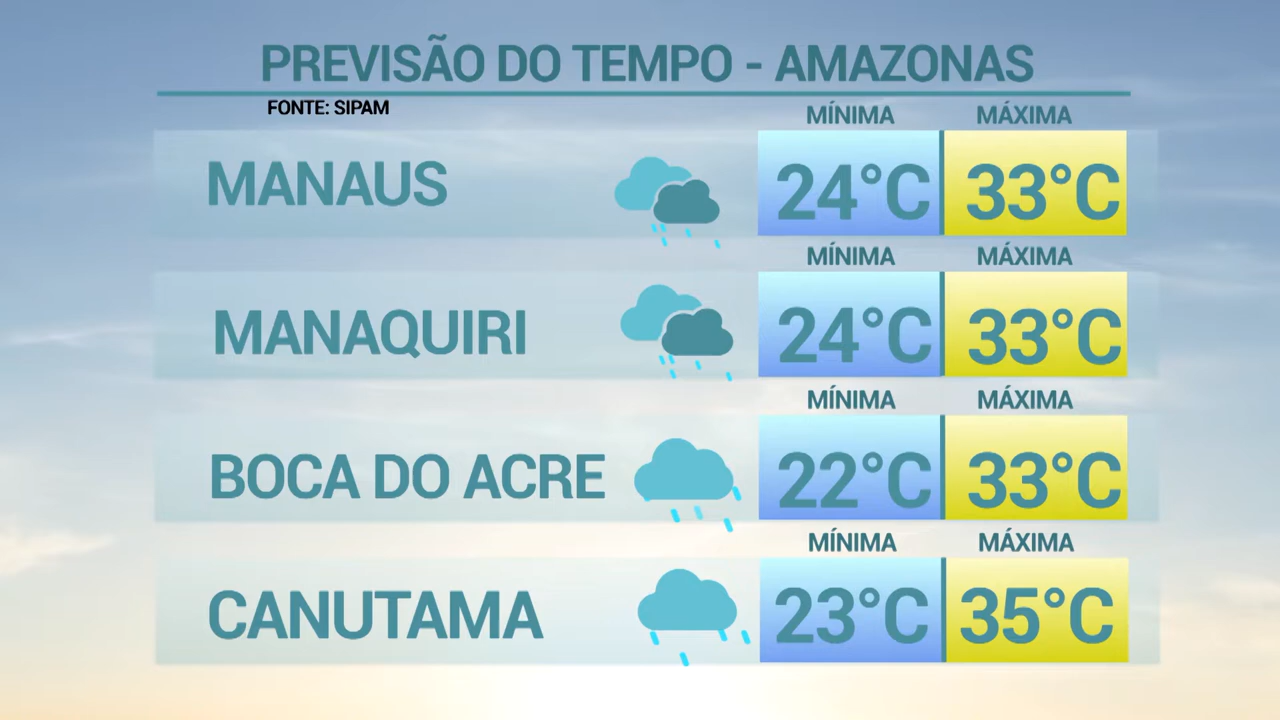 PREVISÃO DO TEMPO - AMAZONAS
FONTE: SIPAM
MÍNIMA MÁXIMA
MANAUS 24°C 33°C
MÍNIMA MÁXIMA
MANAQUIRI 24°C 33°C
MÍNIMA MÁXIMA
BOCA DO ACRE 22°C 33°C
MÍNIMA MÁXIMA
CANUTAMA 23°C 35°C